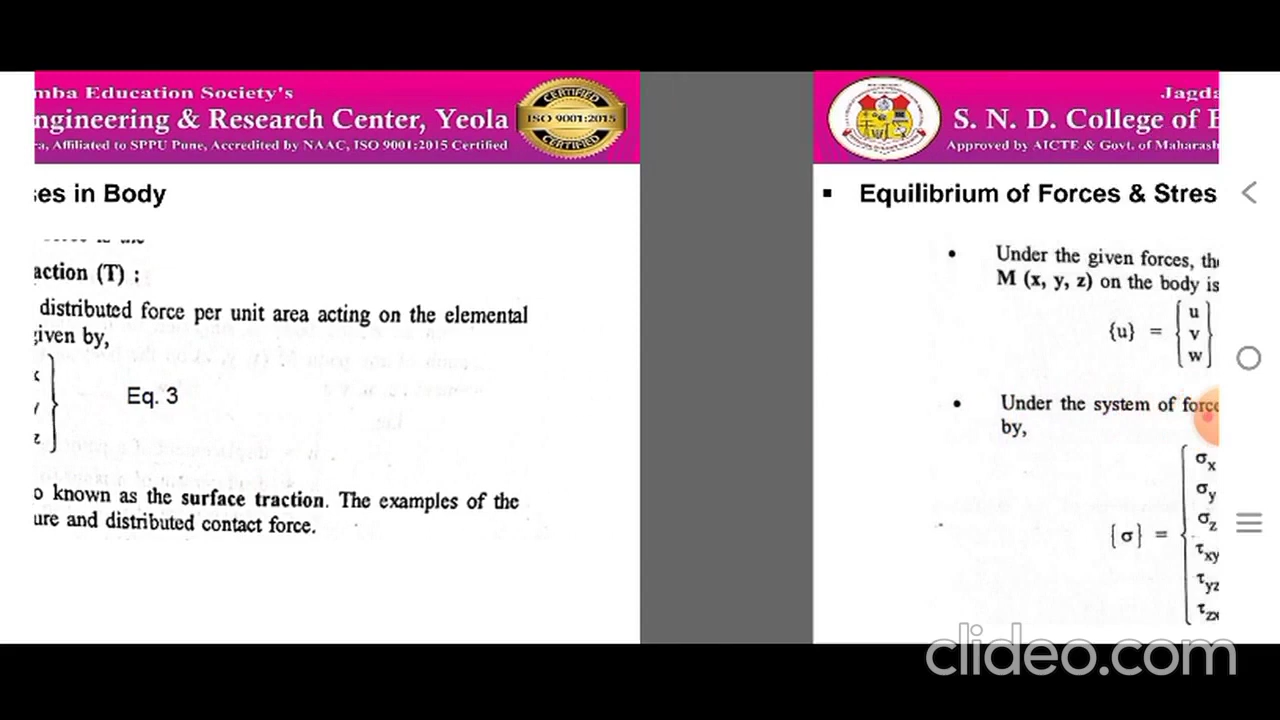 mba Education Society's
ngineering & Research Center, Yeola
ra, Affiliated to SPPU Pune, Accredited by NAAC, ISO 9001:2015 Certified
CERTIFIED
ISO 9001:2015
CERTIFIED
ses in Body
action (T) :
distributed force per unit area acting on the elemental
given by,
x
y
z
Eq. 3
o known as the surface traction. The examples of the
ure and distributed contact force.
Jagda
S. N. D. College of E
Approved by AICTE & Govt. of Maharash
▪ Equilibrium of Forces & Stres
• Under the given forces, the
M (x, y, z) on the body is
{u} =
u
v
w
• Under the system of force
by,
{σ} =
σx
σy
σz
τxy
τyz
τzx
clideo.com